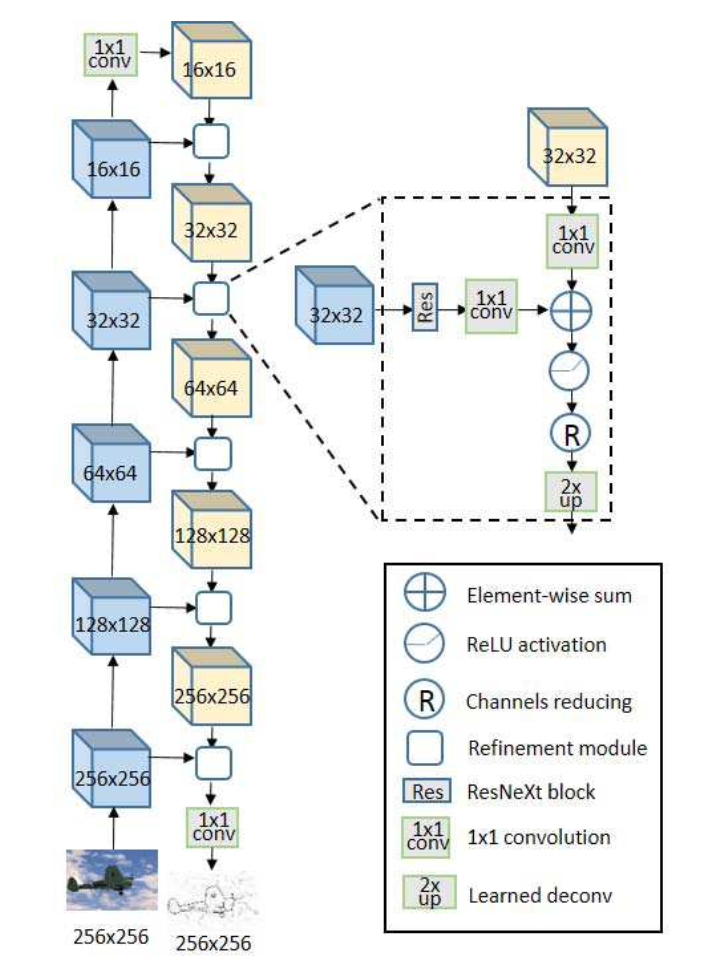 1x1
conv
16x16
16x16
32x32
32x32
64x64
64x64
128x128
128x128
256x256
256x256
1x1
conv
256x256
256x256
32x32
1x1
conv
32x32
Res
1x1
conv
R
2x
up
Element-wise sum
ReLU activation
R
Channels reducing
Refinement module
Res
ResNeXt block
1x1
conv
1x1 convolution
2x
up
Learned deconv